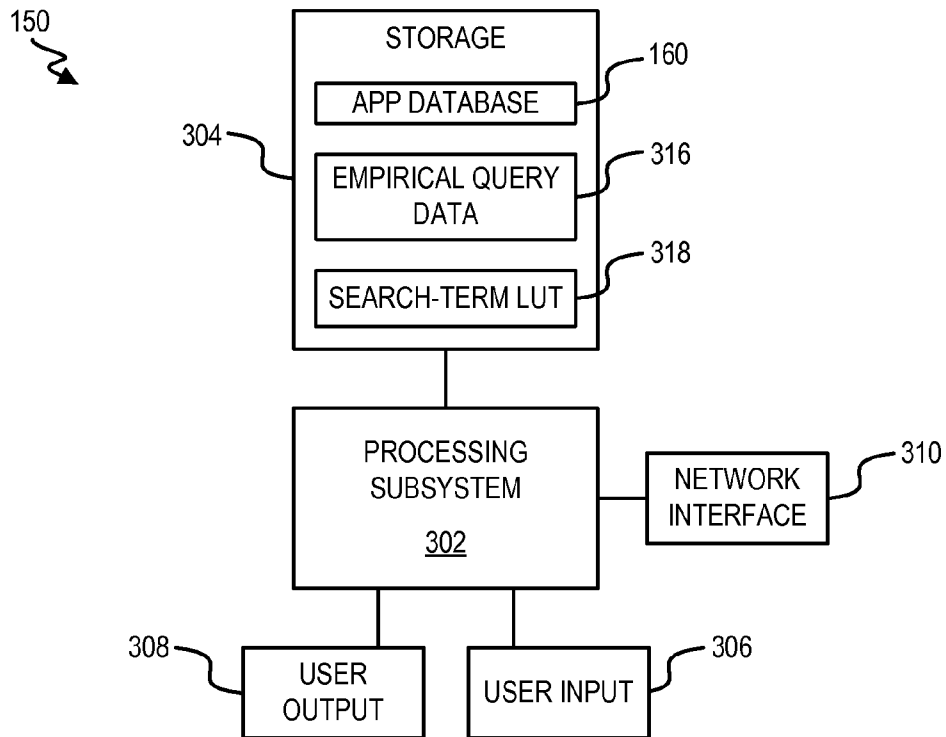 150
STORAGE
160
APP DATABASE
304
316
EMPIRICAL QUERY
DATA
318
SEARCH-TERM LUT
PROCESSING
SUBSYSTEM
302
310
NETWORK
INTERFACE
308
USER
OUTPUT
306
USER INPUT